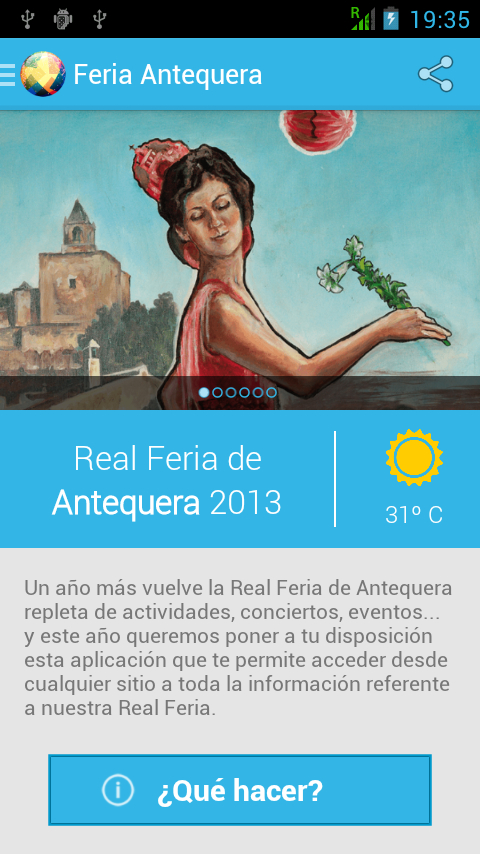 R 19:35
Feria Antequera
Real Feria de
Antequera 2013
31º C
Un año más vuelve la Real Feria de Antequera
repleta de actividades, conciertos, eventos...
y este año queremos poner a tu disposición
esta aplicación que te permite acceder desde
cualquier sitio a toda la información referente
a nuestra Real Feria.
¿Qué hacer?